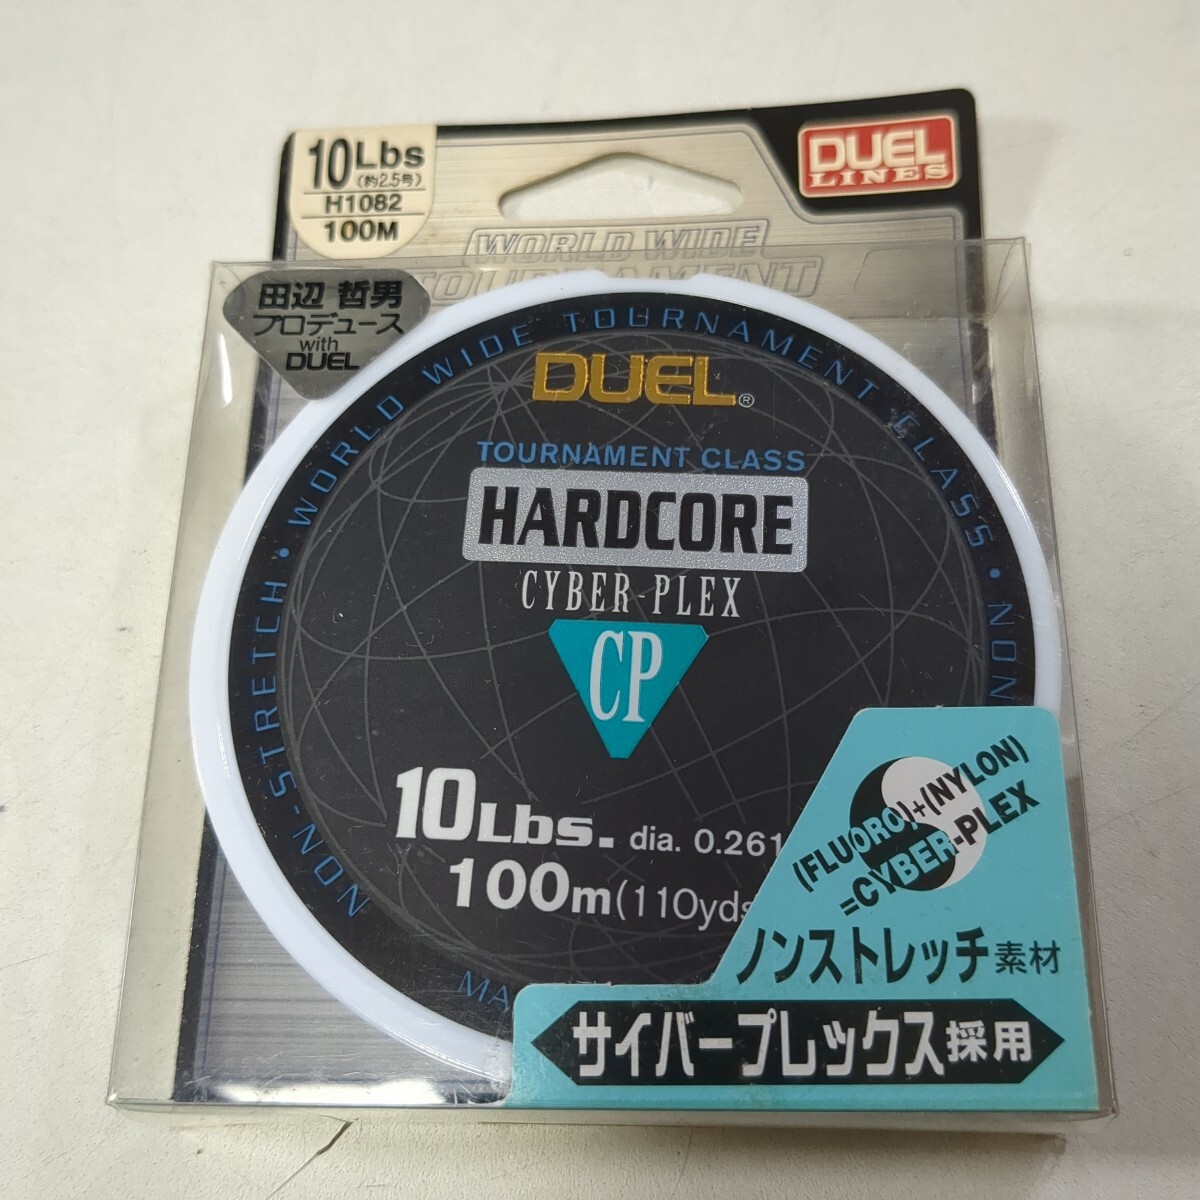 10Lbs
(約2.5号)
H1082
100M
DUEL
LINES
WORLD WIDE
TOURNAMENT
田辺 哲男
プロデュース
with
DUEL
NON-STRETCH・WORLD WIDE TOURNAMENT CLASS・NON
DUEL®
TOURNAMENT CLASS
HARDCORE
CYBER-PLEX
CP
10Lbs. dia. 0.261
100m(110yds
MA
(FLUORO)+(NYLON)
=CYBER-PLEX
ノンストレッチ素材
サイバープレックス採用